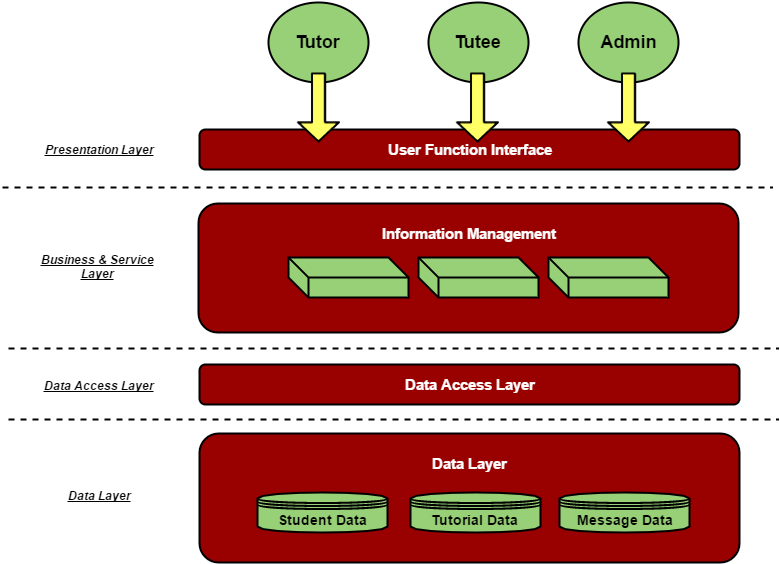 Tutor
Tutee
Admin
Presentation Layer
User Function Interface
Business & Service
Layer
Information Management
Data Access Layer
Data Access Layer
Data Layer
Data Layer
Student Data
Tutorial Data
Message Data